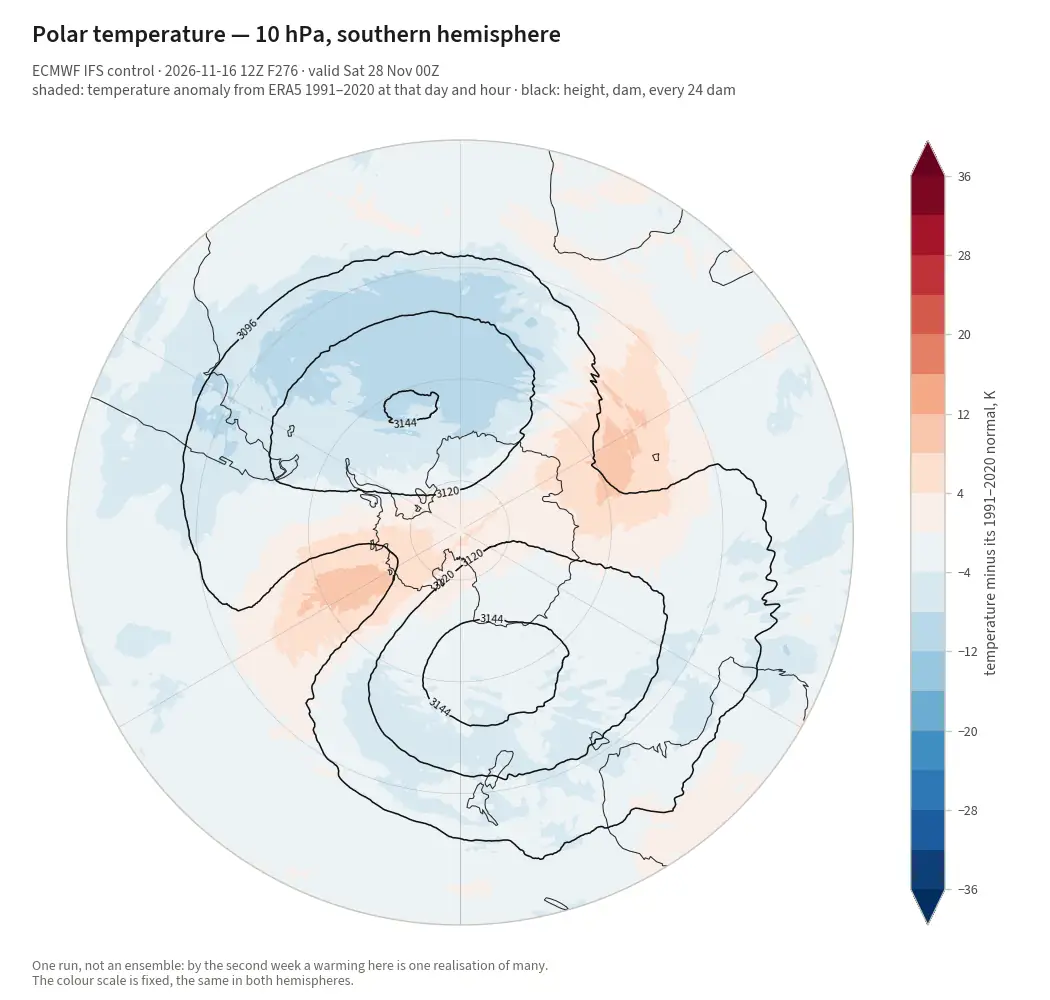 Polar temperature — 10 hPa, southern hemisphere
ECMWF IFS control · 2026-11-16 12Z F276 · valid Sat 28 Nov 00Z
shaded: temperature anomaly from ERA5 1991–2020 at that day and hour · black: height, dam, every 24 dam
36
28
20
12
4
−4
−12
−20
−28
−36
temperature minus its 1991–2020 normal, K
3096
3144
3120
3120
3120
3144
3144
One run, not an ensemble: by the second week a warming here is one realisation of many.
The colour scale is fixed, the same in both hemispheres.